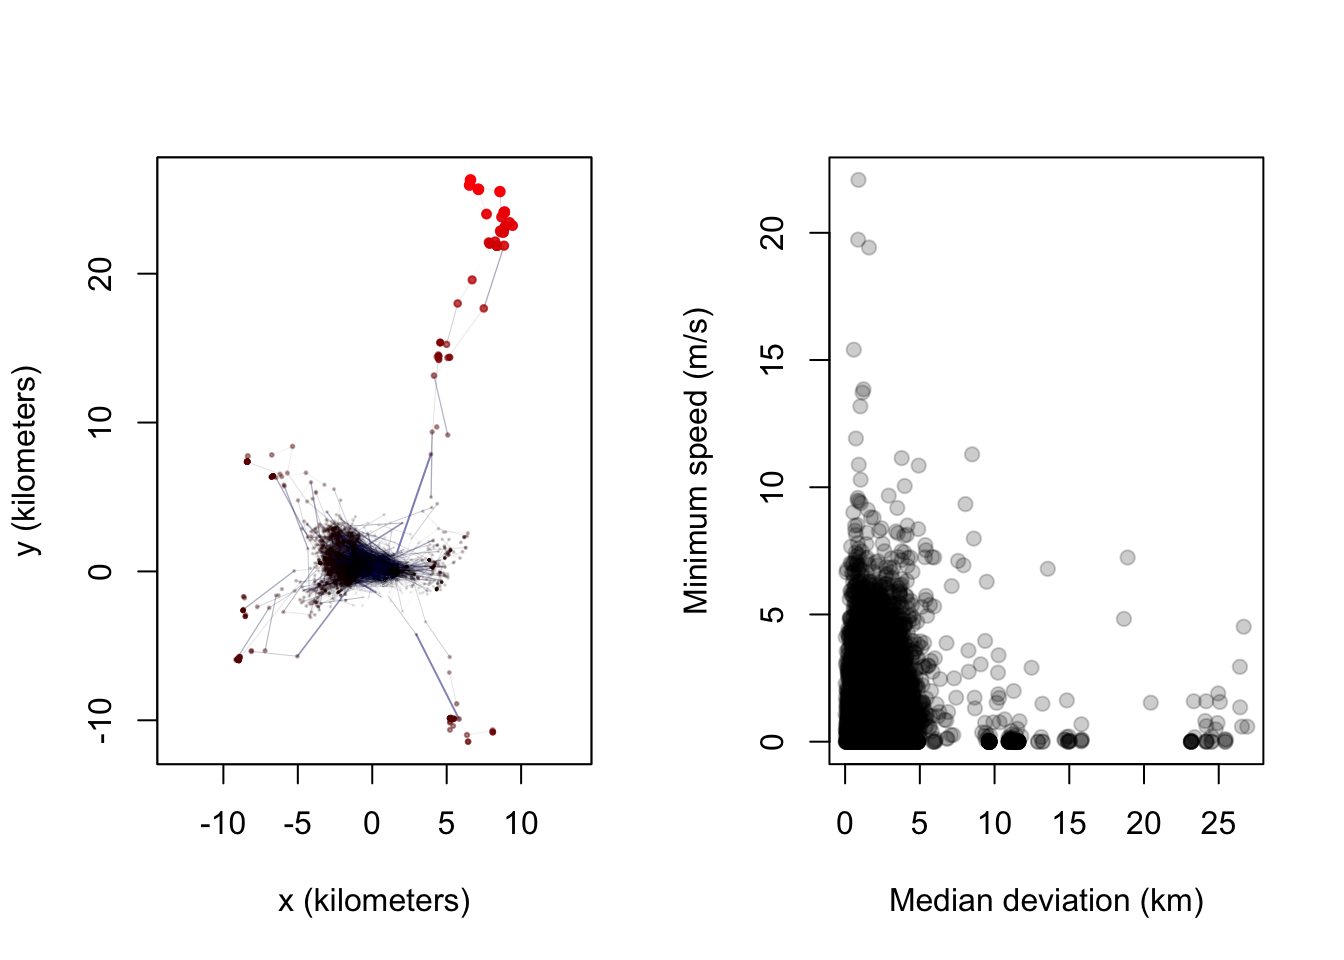 y (kilometers)
20
10
0
-10
-10 -5 0 5 10
x (kilometers)
Minimum speed (m/s)
20
15
10
5
0
0 5 10 15 20 25
Median deviation (km)